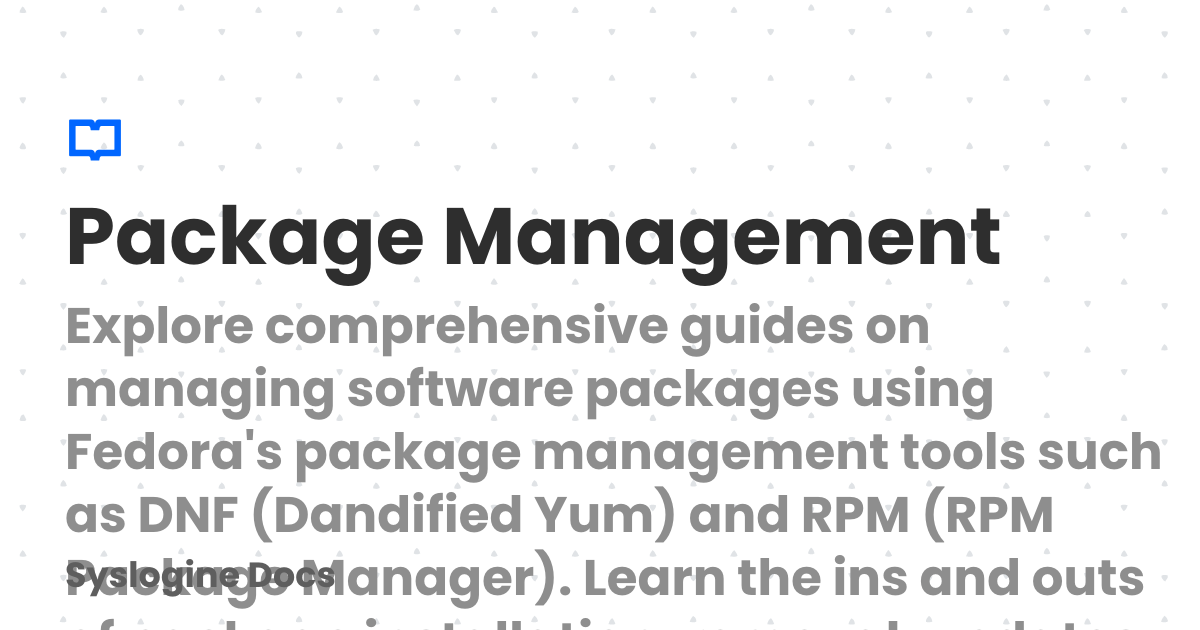 Package Management
Explore comprehensive guides on
managing software packages using
Fedora's package management tools such
as DNF (Dandified Yum) and RPM (RPM
Package Manager). Learn the ins and outs
Syslogine Docs